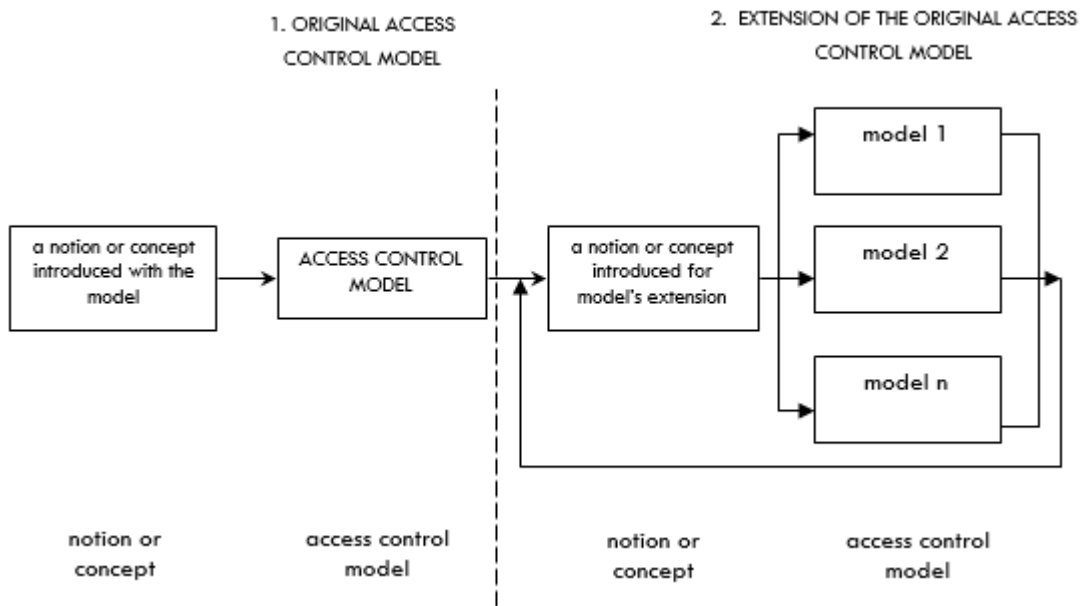 1. ORIGINAL ACCESS
CONTROL MODEL
2. EXTENSION OF THE ORIGINAL ACCESS
CONTROL MODEL
a notion or concept
introduced with the
model
ACCESS CONTROL
MODEL
a notion or concept
introduced for
model's extension
model 1
model 2
model n
notion or
concept
access control
model
notion or
concept
access control
model